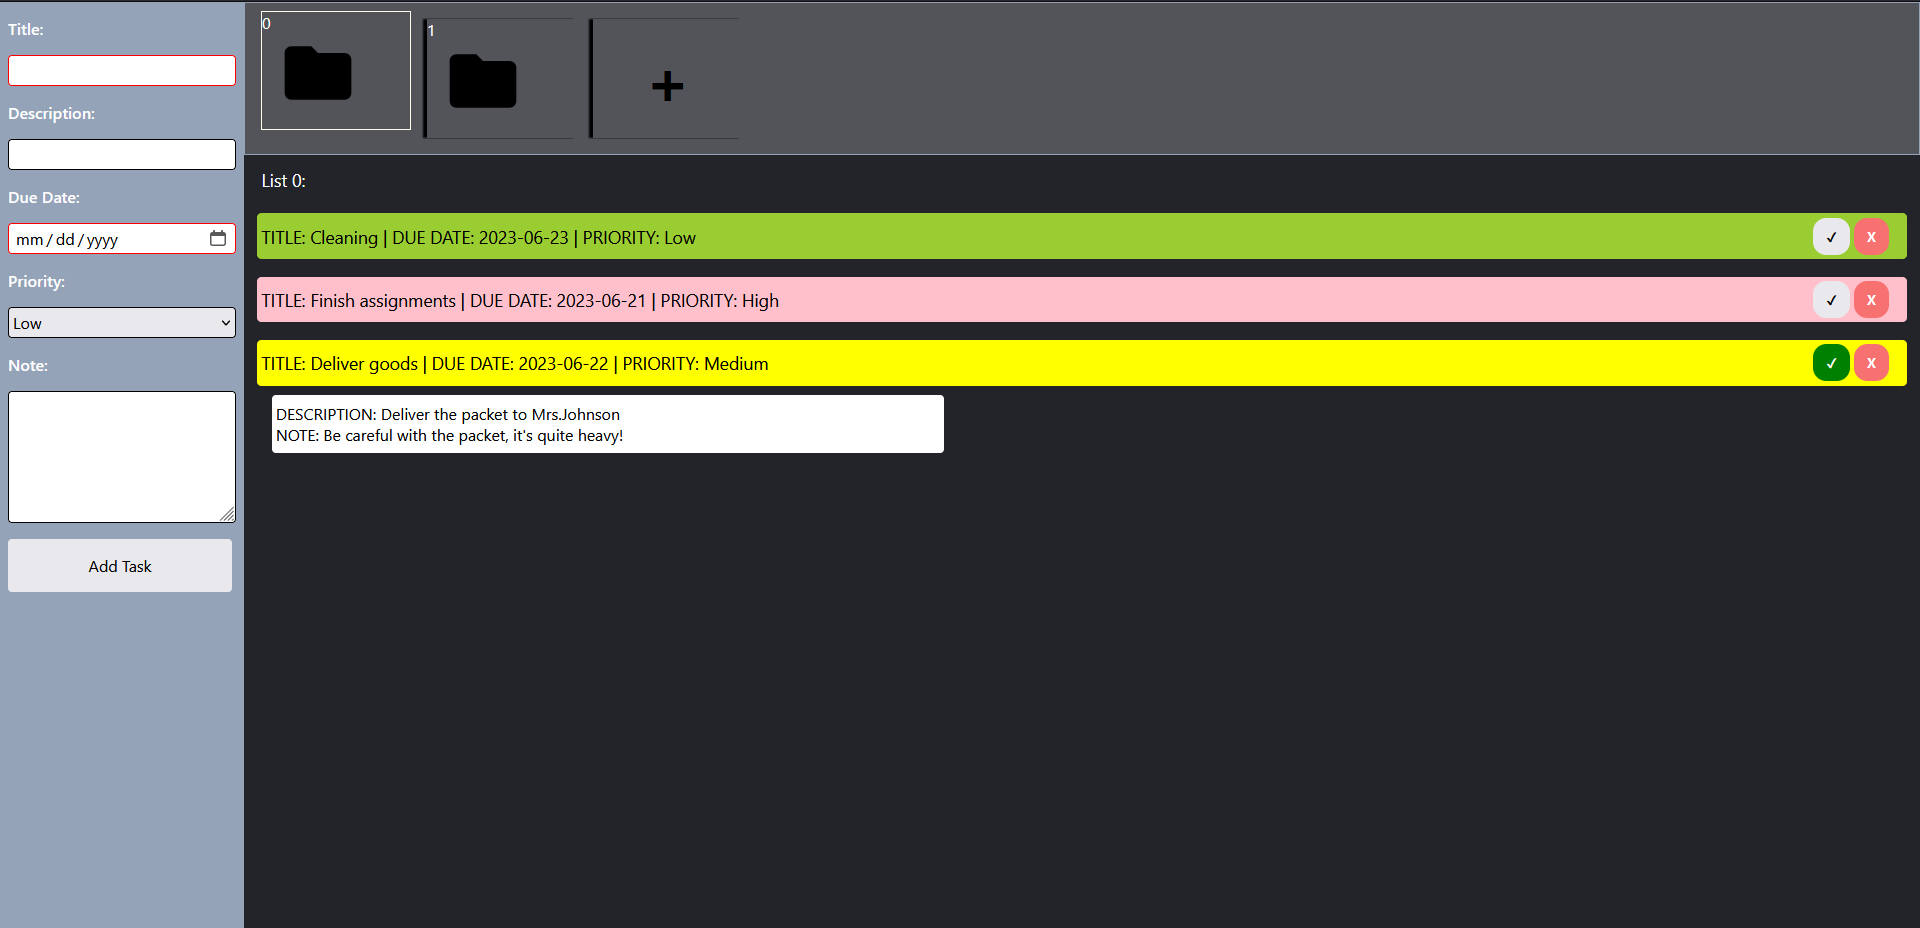 Title:
Description:
Due Date:
mm/dd/yyyy
Priority:
Low
Note:
Add Task
0
1
+
List 0:
TITLE: Cleaning | DUE DATE: 2023-06-23 | PRIORITY: Low ✓ X
TITLE: Finish assignments | DUE DATE: 2023-06-21 | PRIORITY: High ✓ X
TITLE: Deliver goods | DUE DATE: 2023-06-22 | PRIORITY: Medium ✓ X
DESCRIPTION: Deliver the packet to Mrs.Johnson
NOTE: Be careful with the packet, it's quite heavy!